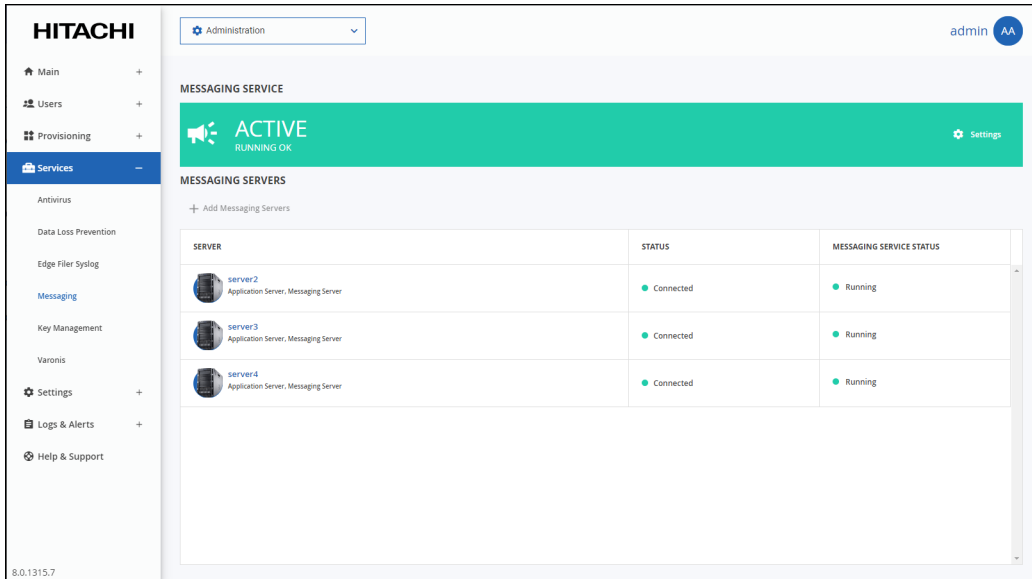 HITACHI
Administration
admin
AA
Main
Users
Provisioning
Services
Antivirus
Data Loss Prevention
Edge Filer Syslog
Messaging
Key Management
Varonis
Settings
Logs & Alerts
Help & Support
8.0.1315.7
MESSAGING SERVICE
ACTIVE
RUNNING OK
Settings
MESSAGING SERVERS
+ Add Messaging Servers
SERVER STATUS MESSAGING SERVICE STATUS
server2
Application Server, Messaging Server
Connected Running
server3
Application Server, Messaging Server
Connected Running
server4
Application Server, Messaging Server
Connected Running